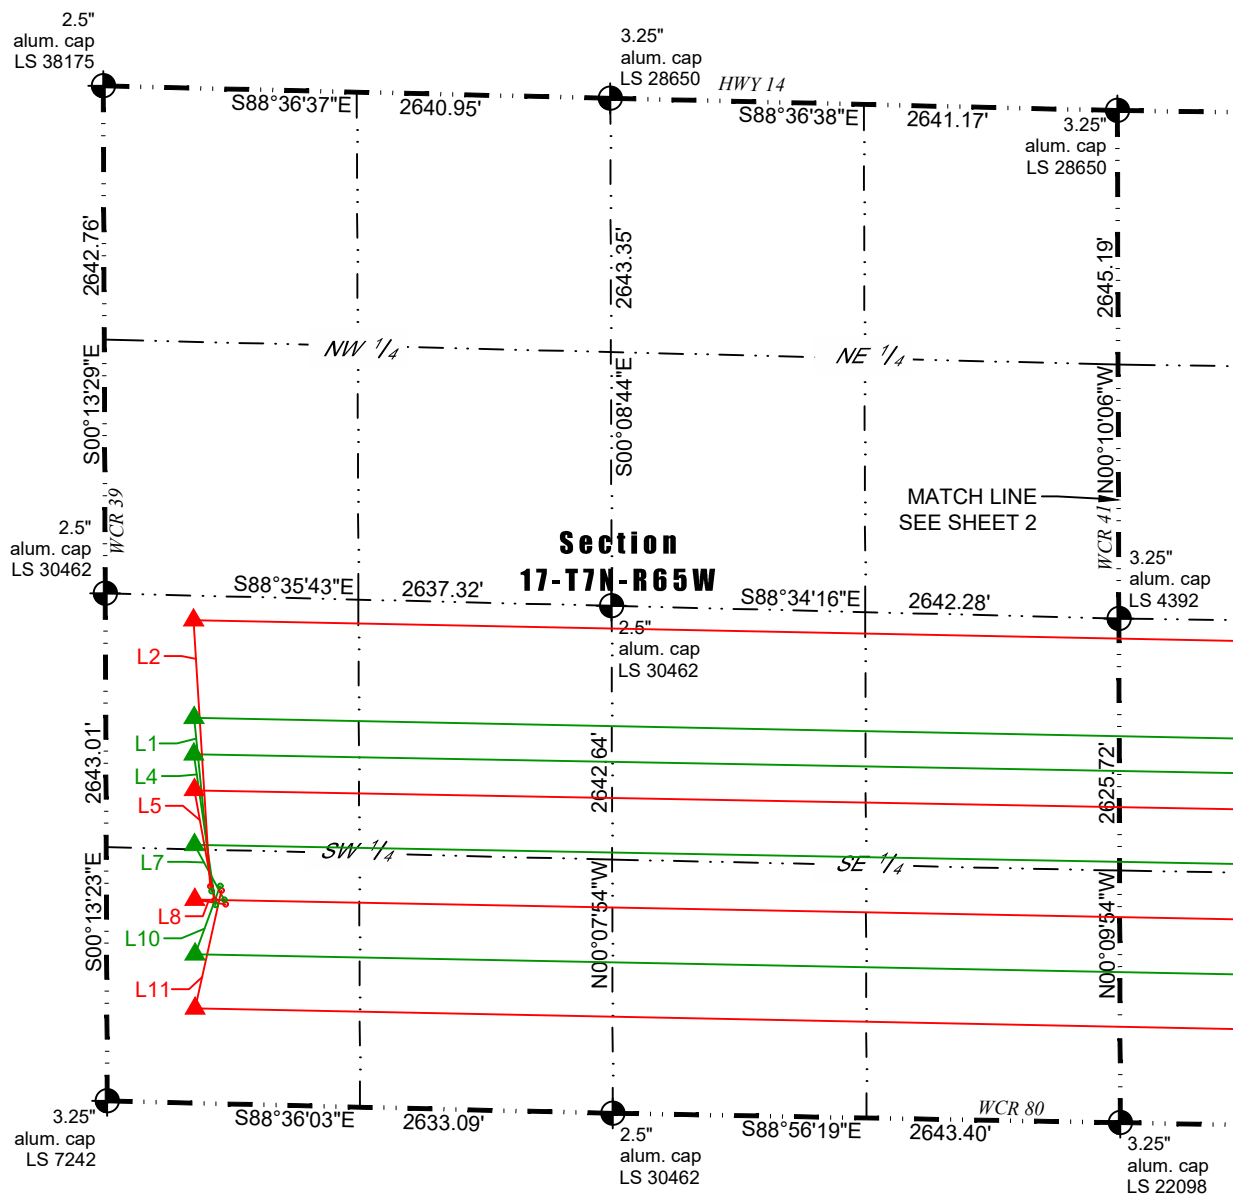 2.5"
alum. cap
LS 38175
3.25"
alum. cap
LS 28650
HWY 14
S88°36'37"E
2640.95'
S88°36'38"E
2641.17'
3.25"
alum. cap
LS 28650
2642.76'
S00°13'29"E
2643.35'
S00°08'44"E
2645.19'
N00°10'06"W
NW 1/4
NE 1/4
MATCH LINE
SEE SHEET 2
WCR 39
WCR 41
2.5"
alum. cap
LS 30462
Section
17-T7N-R65W
S88°35'43"E
2637.32'
S88°34'16"E
2642.28'
3.25"
alum. cap
LS 4392
2.5"
alum. cap
LS 30462
L2
L1
L4
L5
L7
L8
L10
L11
2643.01'
S00°13'23"E
2642.64'
N00°07'54"W
2625.72'
N00°09'54"W
SW 1/4
SE 1/4
3.25"
alum. cap
LS 7242
S88°36'03"E
2633.09'
2.5"
alum. cap
LS 30462
S88°56'19"E
2643.40'
WCR 80
3.25"
alum. cap
LS 22098